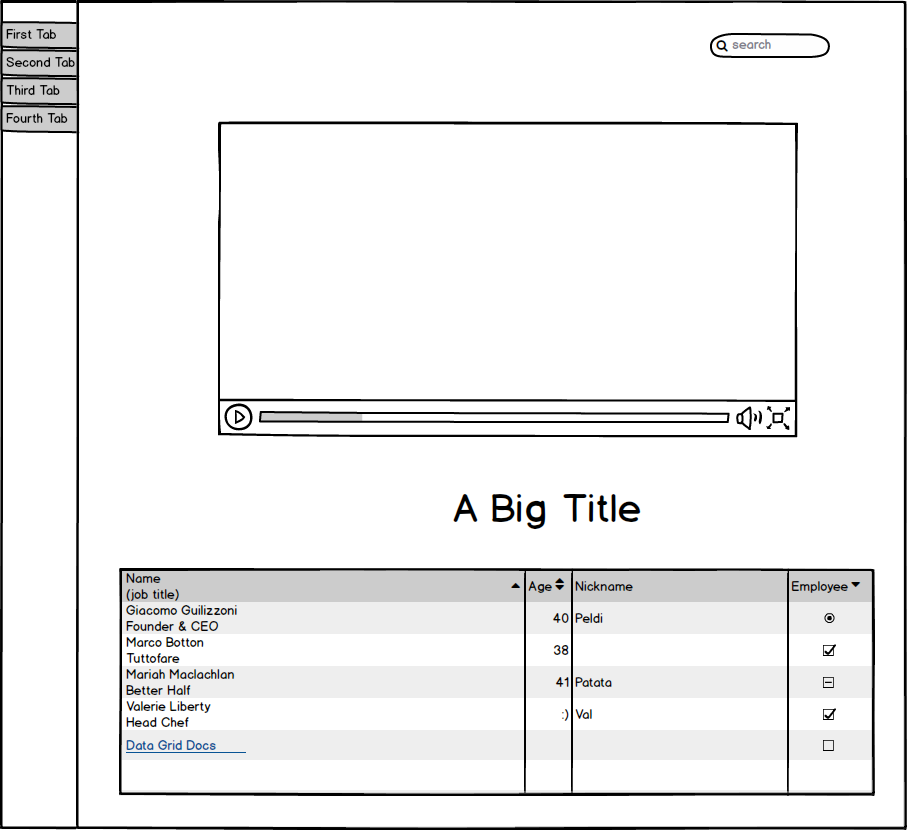 First Tab
Second Tab
Third Tab
Fourth Tab
search
A Big Title
Name
(job title)
Age
Nickname
Employee
Giacomo Guilizzoni
Founder & CEO
40
Peldi
Marco Botton
Tuttofare
38
Mariah Maclachlan
Better Half
41
Patata
Valerie Liberty
Head Chef
:)
Val
Data Grid Docs